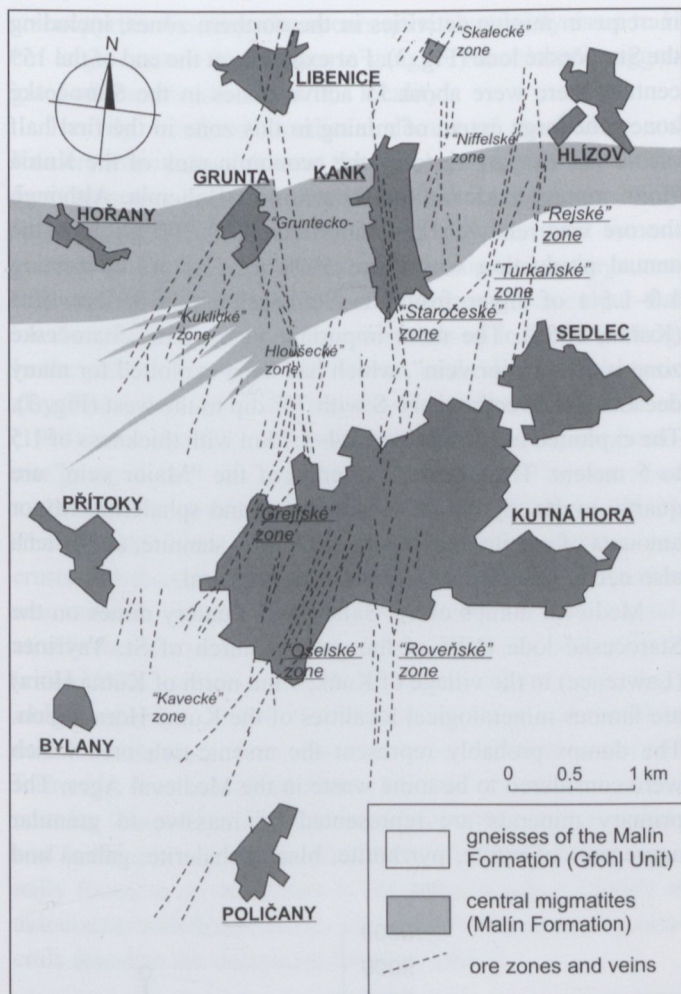 N
"Skalecké"
zone
LIBENICE
"Niffelské"
zone
HLÍZOV
GRUNTA
KAŇK
HOŘANY
"Gruntecko-
"Rejské"
zone
"Turkaňské"
zone
"Kuklické"
zone
Hloušecké"
zone
"Staročeské"
zone
SEDLEC
PŘÍTOKY
"Grejfské"
zone
KUTNÁ HORA
"Oselské"
zone
"Roveňské"
zone
"Kavecké"
zone
BYLANY
0 0.5 1 km
POLIČANY
gneisses of the Malín
Formation (Gfohl Unit)
central migmatites
(Malín Formation)
ore zones and veins